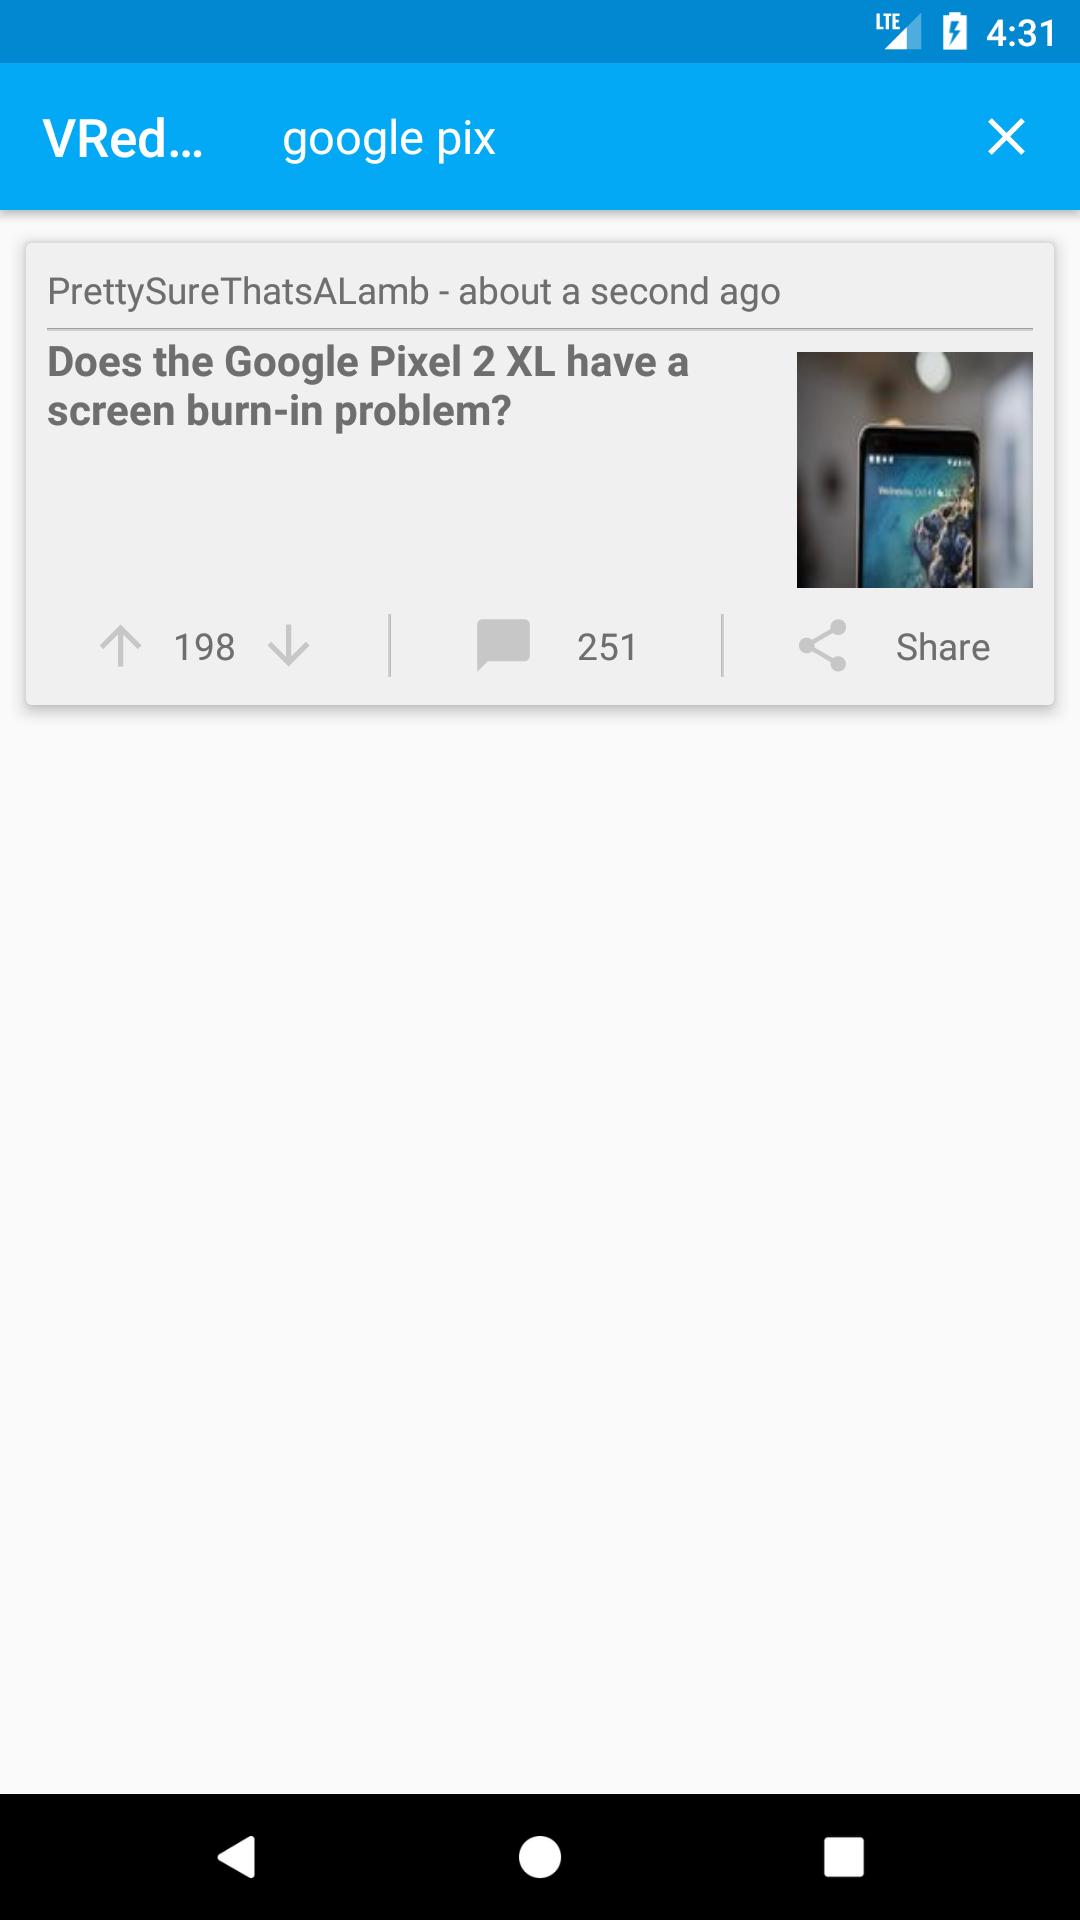 LTE 4:31
VRed... google pix
PrettySureThatsALamb - about a second ago
Does the Google Pixel 2 XL have a
screen burn-in problem?
198 251 Share